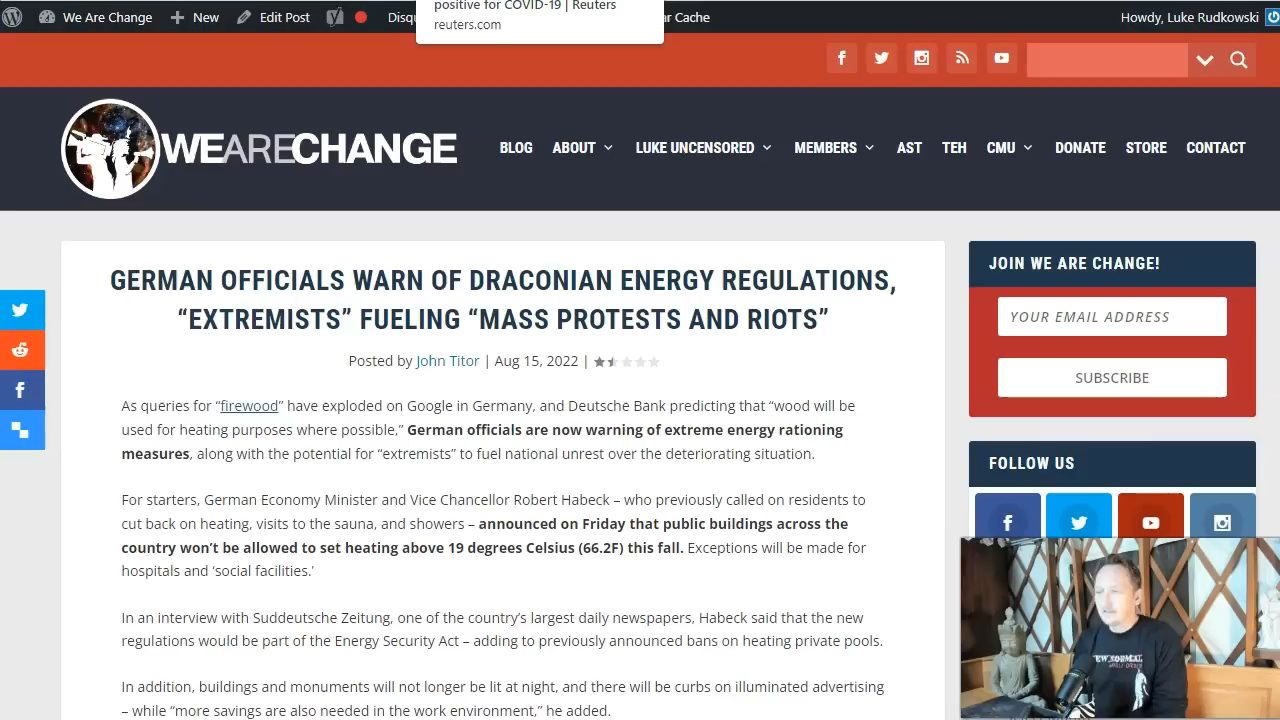 positive for COVID-19 | Reuters
reuters.com
We Are Change
New
Edit Post
Disqu
r Cache
Howdy, Luke Rudkowski
WEARECHANGE
BLOG
ABOUT
LUKE UNCENSORED
MEMBERS
AST
TEH
CMU
DONATE
STORE
CONTACT
GERMAN OFFICIALS WARN OF DRACONIAN ENERGY REGULATIONS,
“EXTREMISTS” FUELING “MASS PROTESTS AND RIOTS”
Posted by John Titor | Aug 15, 2022 |
As queries for “firewood” have exploded on Google in Germany, and Deutsche Bank predicting that “wood will be
used for heating purposes where possible,” German officials are now warning of extreme energy rationing
measures, along with the potential for “extremists” to fuel national unrest over the deteriorating situation.
For starters, German Economy Minister and Vice Chancellor Robert Habeck – who previously called on residents to
cut back on heating, visits to the sauna, and showers – announced on Friday that public buildings across the
country won’t be allowed to set heating above 19 degrees Celsius (66.2F) this fall. Exceptions will be made for
hospitals and ‘social facilities.’
In an interview with Suddeutsche Zeitung, one of the country’s largest daily newspapers, Habeck said that the new
regulations would be part of the Energy Security Act – adding to previously announced bans on heating private pools.
In addition, buildings and monuments will not longer be lit at night, and there will be curbs on illuminated advertising
– while “more savings are also needed in the work environment,” he added.
JOIN WE ARE CHANGE!
YOUR EMAIL ADDRESS
SUBSCRIBE
FOLLOW US